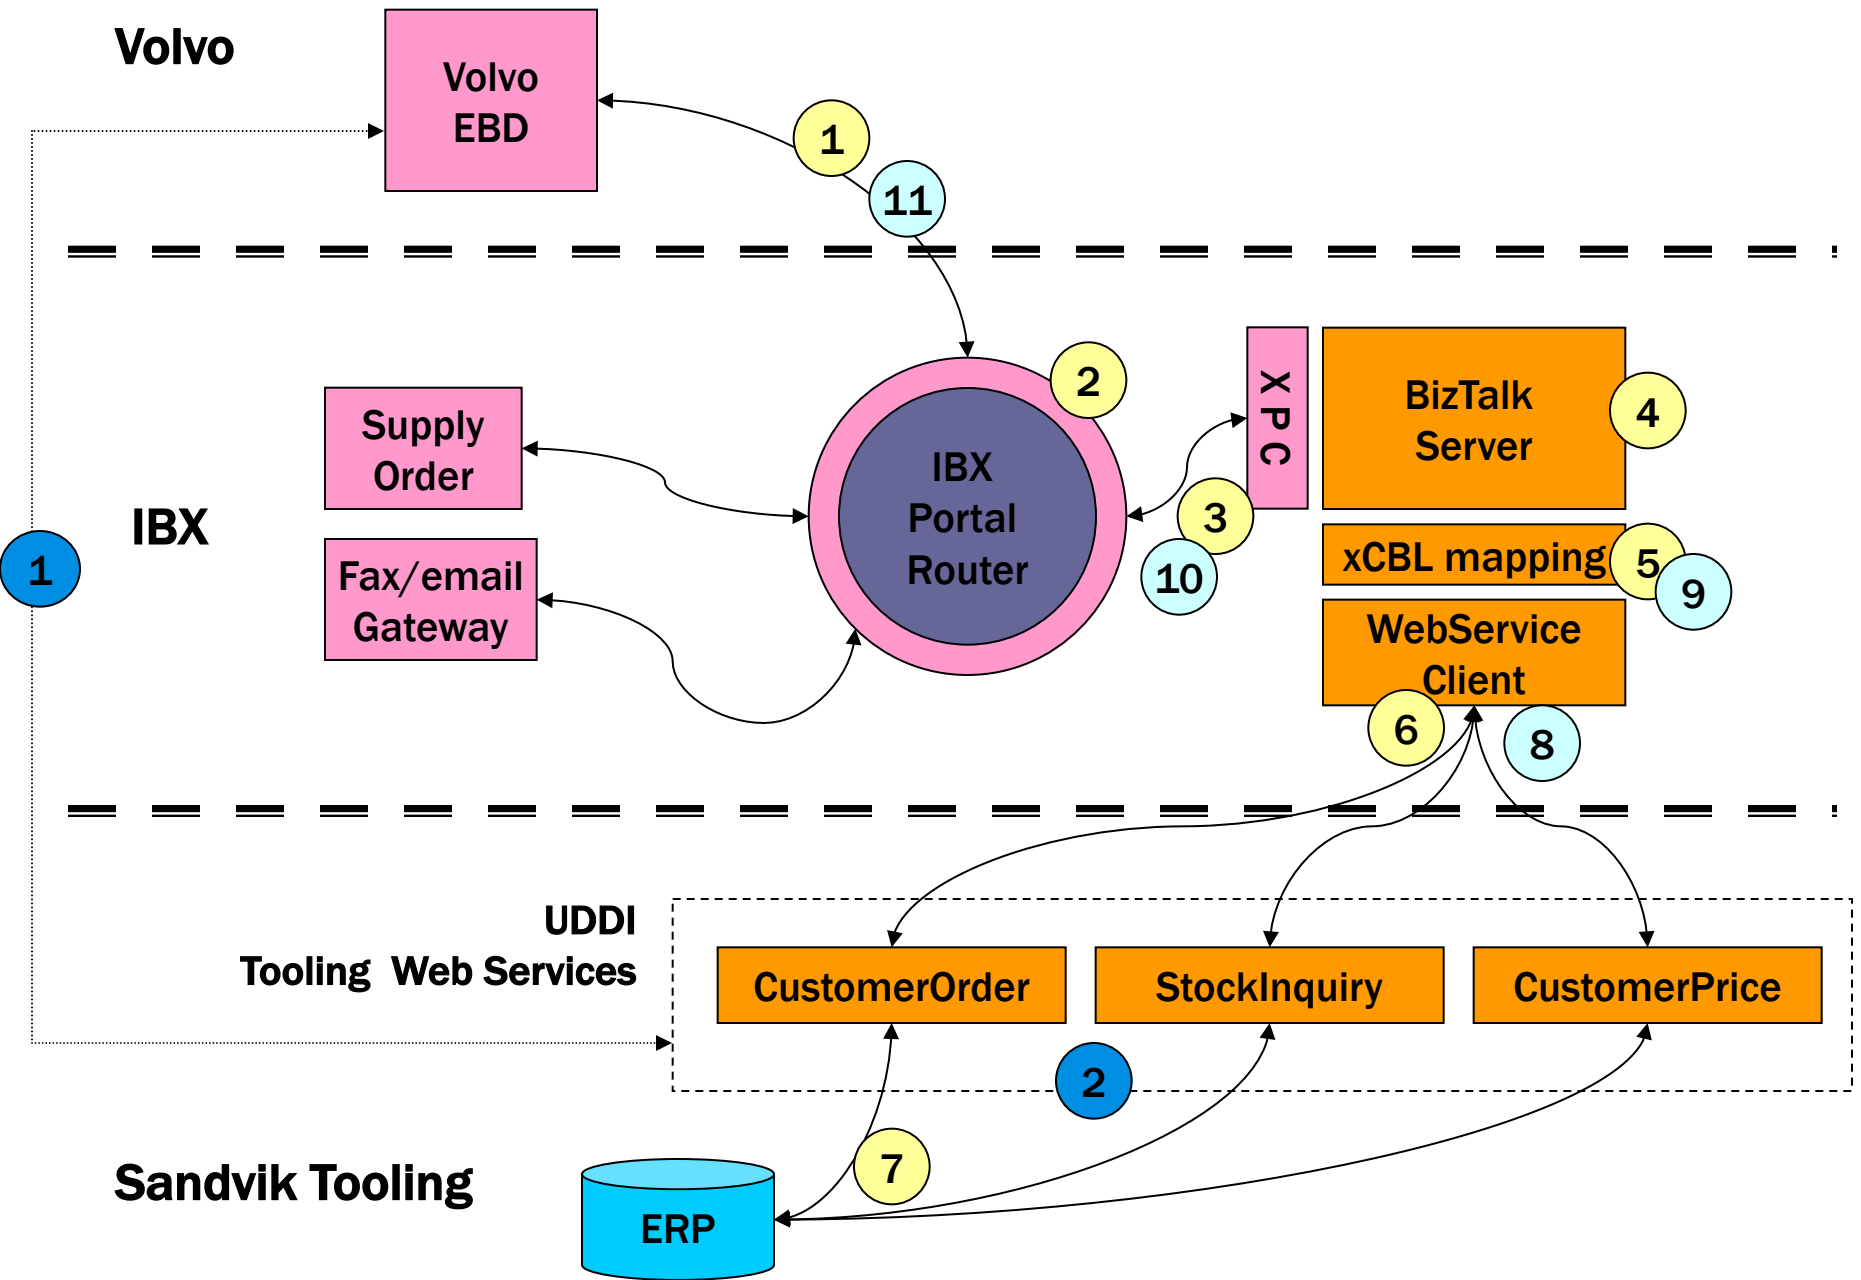 Volvo
Volvo
EBD
1
11
2
X P C
BizTalk
Server
4
Supply
Order
IBX
Portal
Router
3
10
IBX
Fax/email
Gateway
xCBL mapping
5
9
WebService
Client
6
8
1
UDDI
Tooling Web Services
CustomerOrder
StockInquiry
CustomerPrice
2
7
Sandvik Tooling
ERP